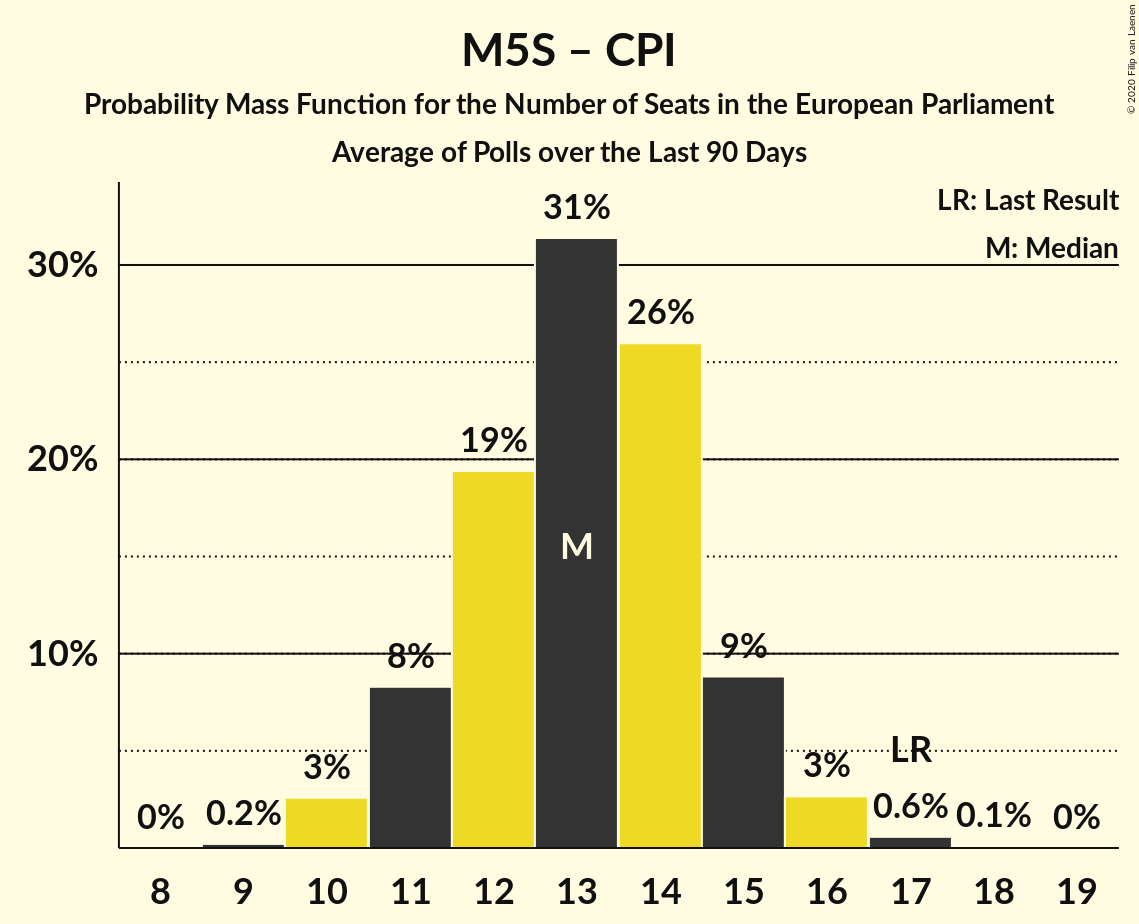 M5S – CPI
Probability Mass Function for the Number of Seats in the European Parliament
Average of Polls over the Last 90 Days
© 2020 Filip van Laenen
LR: Last Result
M: Median
30%
20%
10%
0%
0.2%
3%
8%
19%
31%
M
26%
9%
3%
LR
0.6%
0.1%
0%
8 9 10 11 12 13 14 15 16 17 18 19